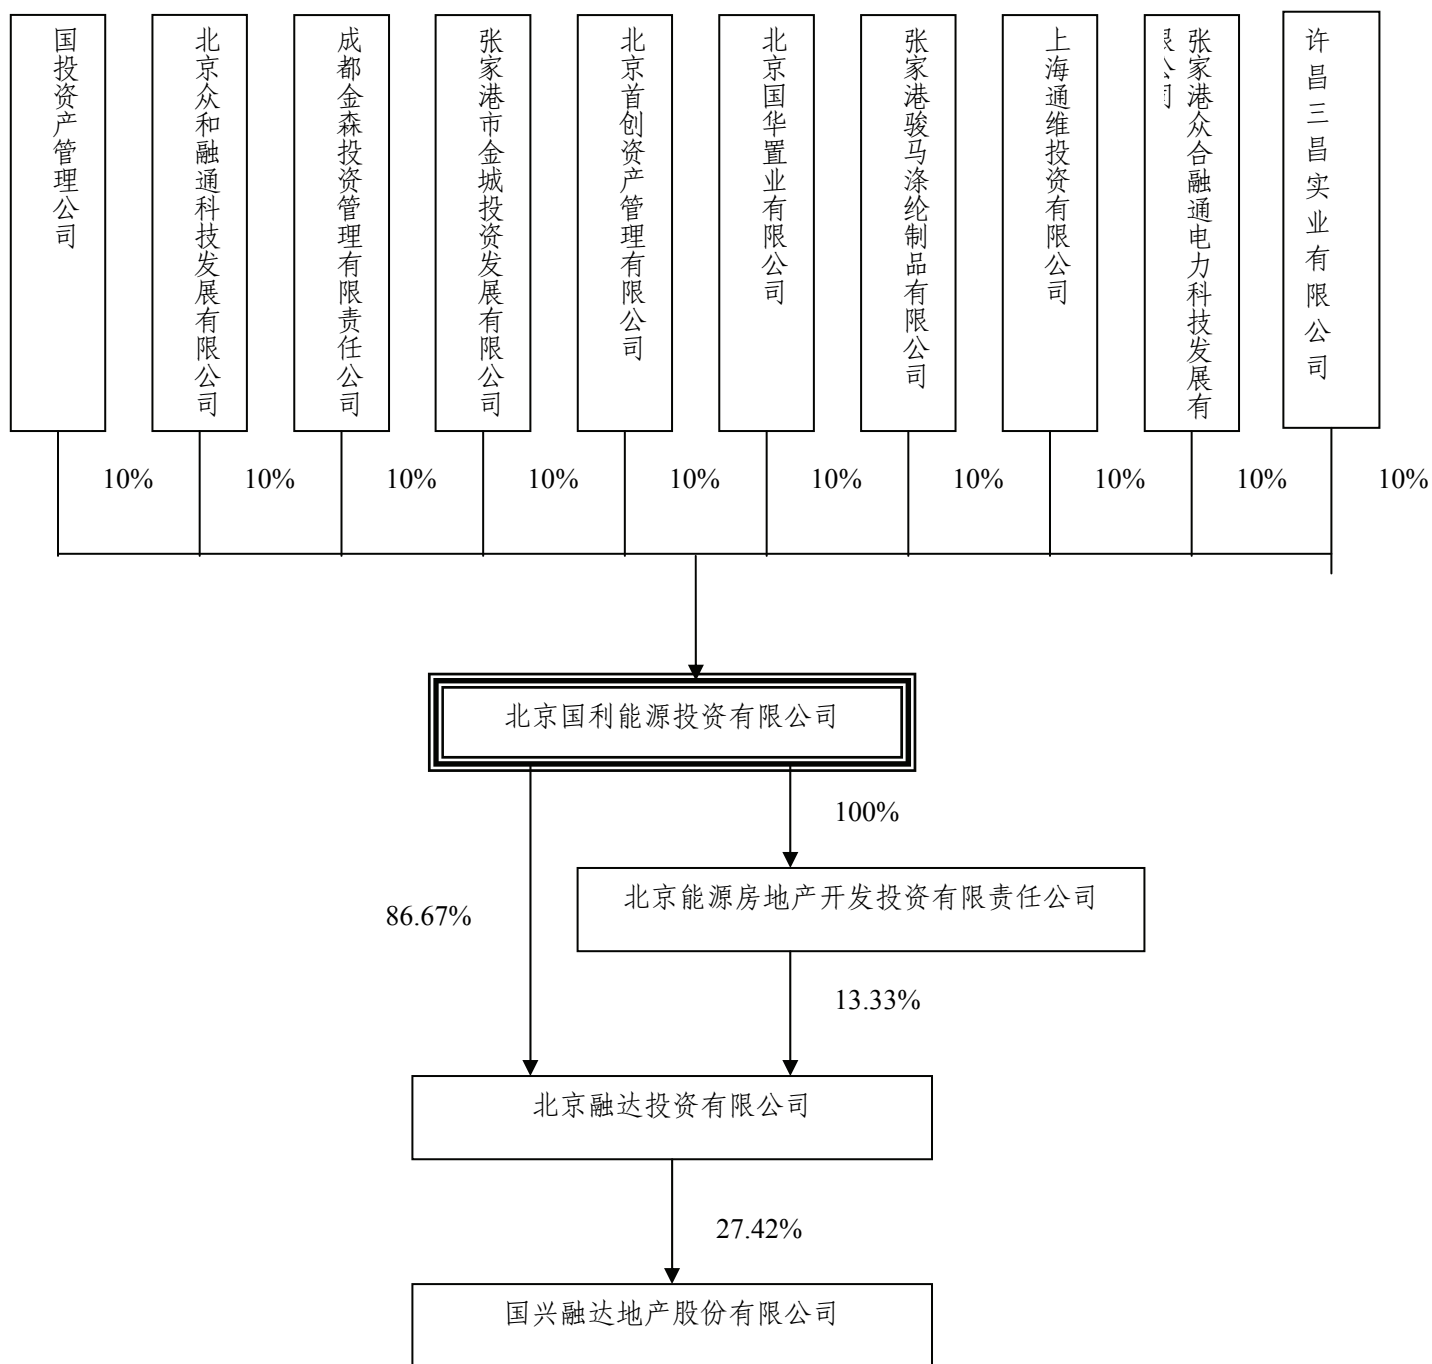 国投资产管理公司
北京众和融通科技发展有限公司
成都金森投资管理有限责任公司
张家港市金城投资发展有限公司
北京首创资产管理有限公司
北京国华置业有限公司
张家港骏马涤纶制品有限公司
上海通维投资有限公司
张家港众合融通电力科技发展有
限公司
许昌三昌实业有限公司
10%
10%
10%
10%
10%
10%
10%
10%
10%
10%
北京国利能源投资有限公司
100%
北京能源房地产开发投资有限责任公司
86.67%
13.33%
北京融达投资有限公司
27.42%
国兴融达地产股份有限公司